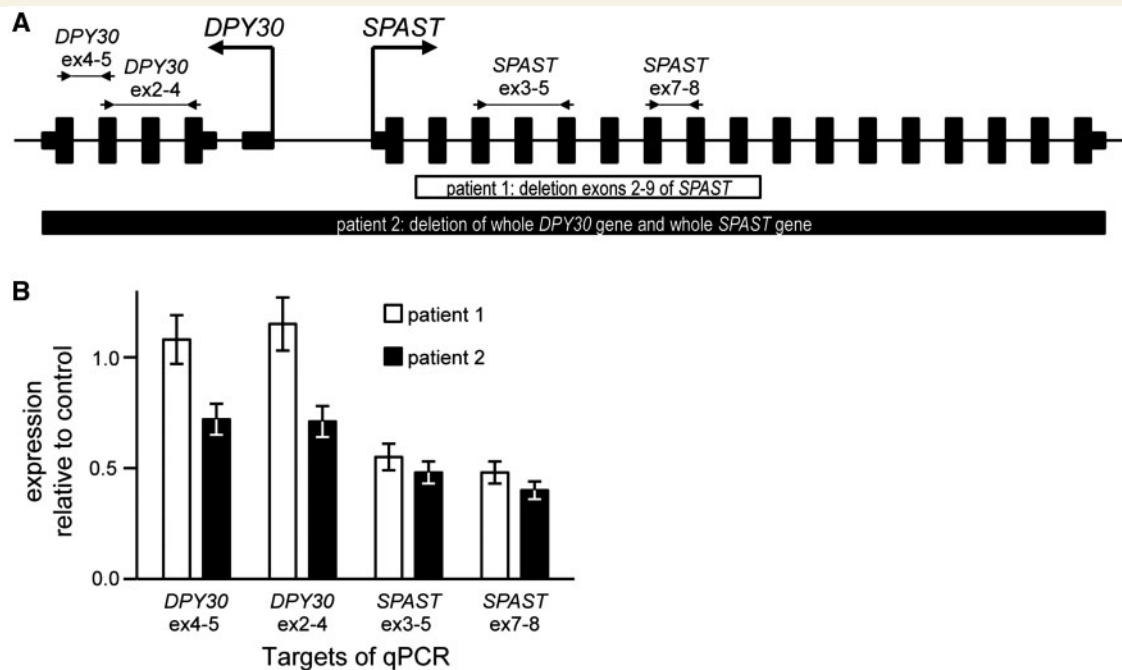 A
DPY30
SPAST
DPY30
ex4-5
DPY30
ex2-4
SPAST
ex3-5
SPAST
ex7-8
patient 1: deletion exons 2-9 of SPAST
patient 2: deletion of whole DPY30 gene and whole SPAST gene
B
expression
relative to control
1.0
0.5
0.0
patient 1
patient 2
DPY30
ex4-5
DPY30
ex2-4
SPAST
ex3-5
SPAST
ex7-8
Targets of qPCR